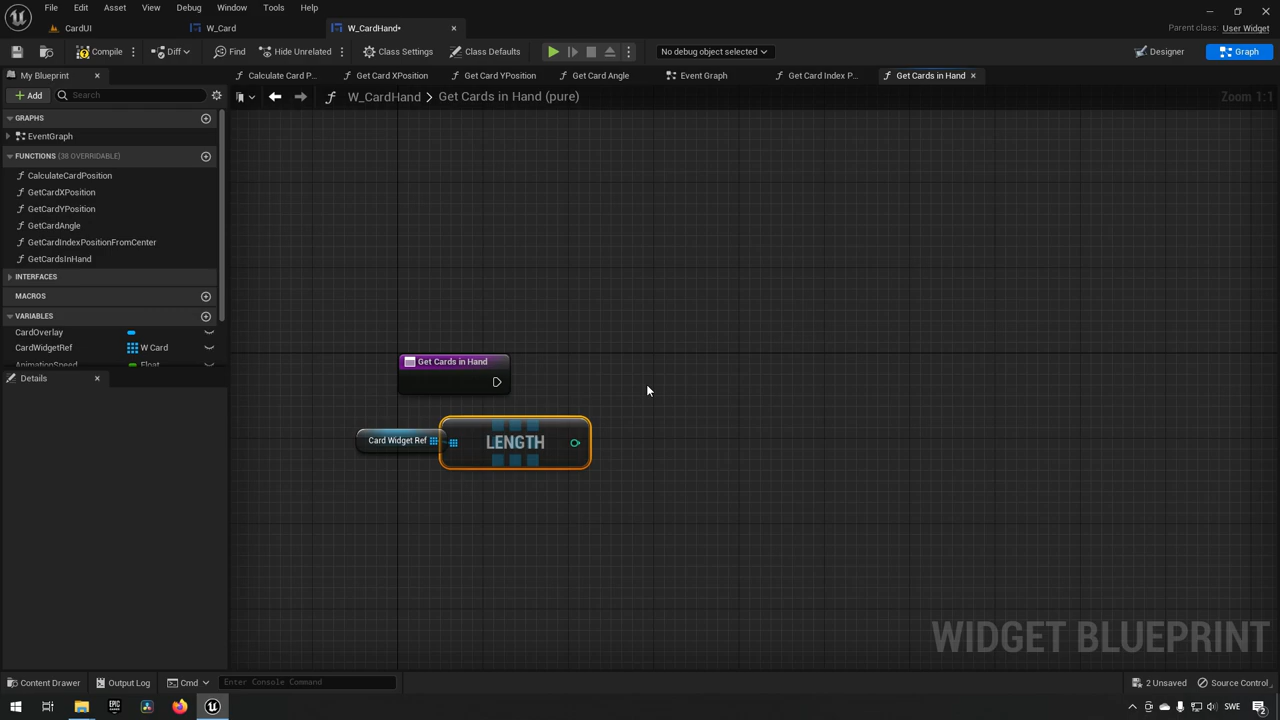 File Edit Asset View Debug Window Tools Help
Parent class: User Widget
CardUI
W_Card
W_CardHand•
Compile
Diff
Find
Hide Unrelated
Class Settings
Class Defaults
No debug object selected
Designer
Graph
My Blueprint
Calculate Card P...
Get Card XPosition
Get Card YPosition
Get Card Angle
Event Graph
Get Card Index P...
Get Cards in Hand
Add
Search
W_CardHand > Get Cards in Hand (pure)
Zoom 1:1
GRAPHS
EventGraph
FUNCTIONS (38 OVERRIDABLE)
CalculateCardPosition
GetCardXPosition
GetCardYPosition
GetCardAngle
GetCardIndexPositionFromCenter
GetCardsInHand
INTERFACES
MACROS
VARIABLES
CardOverlay
CardWidgetRef W Card
AnimationSpeed Float
Details
Get Cards in Hand
Card Widget Ref
LENGTH
WIDGET BLUEPRINT
Content Drawer
Output Log
Cmd
Enter Console Command
2 Unsaved
Source Control
EPIC GAMES
SWE
2